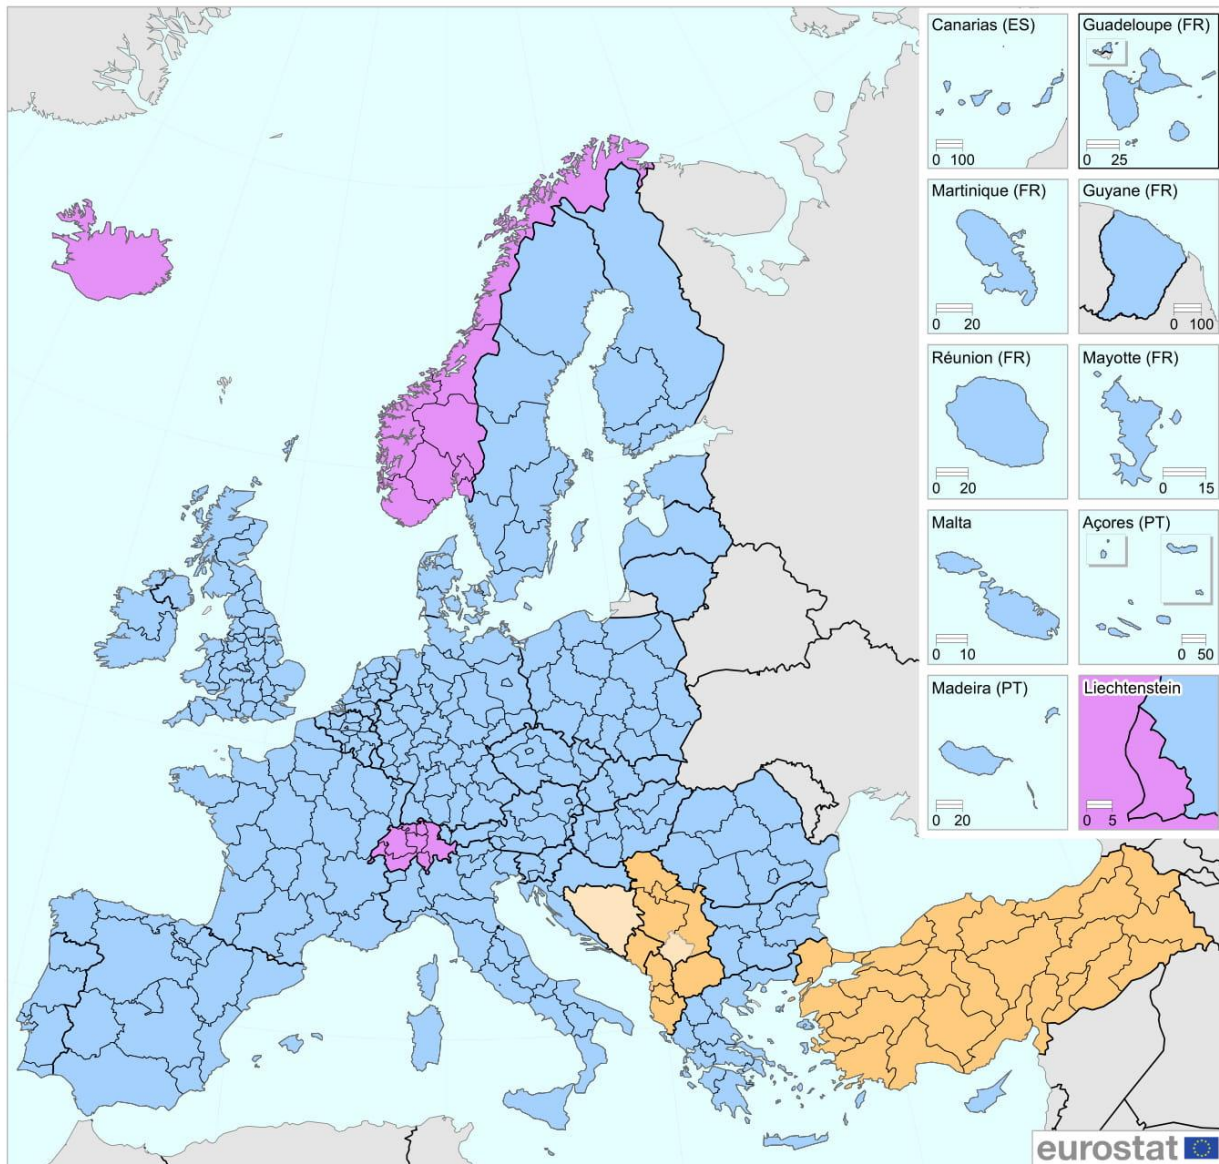 Canarias (ES)
0 100
Guadeloupe (FR)
0 25
Martinique (FR)
0 20
Guyane (FR)
0 100
Réunion (FR)
0 20
Mayotte (FR)
0 15
Malta
0 10
Açores (PT)
0 50
Madeira (PT)
0 20
Liechtenstein
0 5
eurostat